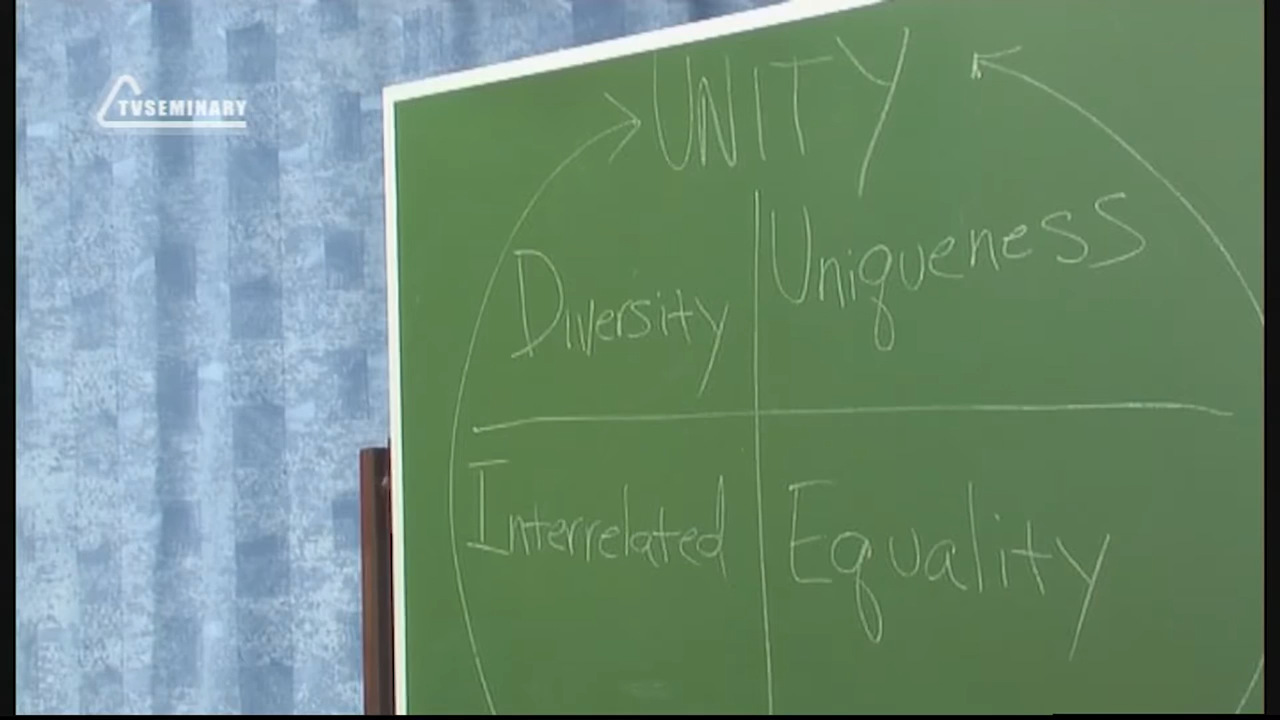 TVSEMINARY
UNITY
Diversity
Uniqueness
Interrelated
Equality